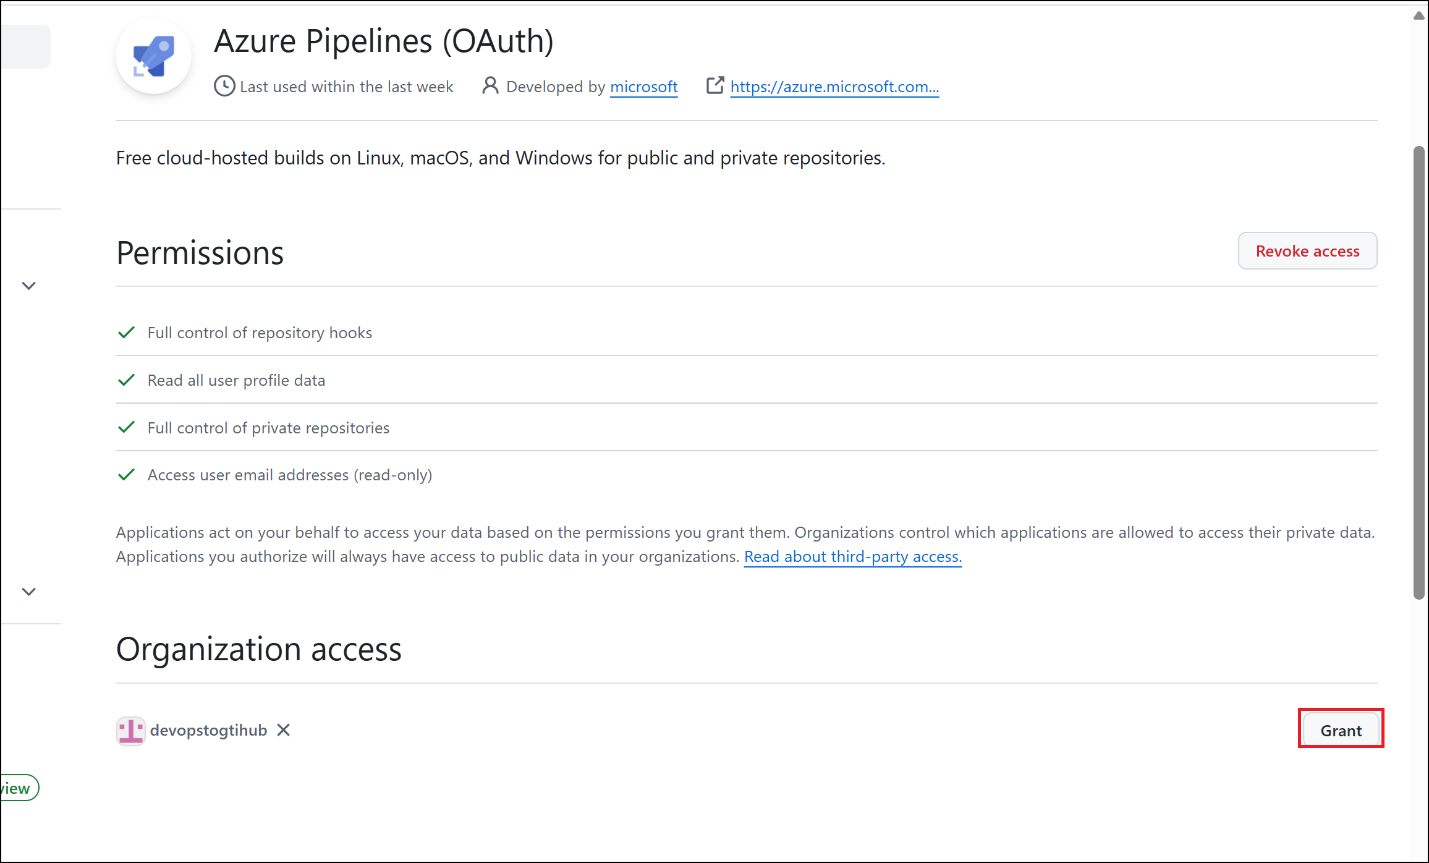 Azure Pipelines (OAuth)
Last used within the last week Developed by microsoft https://azure.microsoft.com...
Free cloud-hosted builds on Linux, macOS, and Windows for public and private repositories.
Permissions
Revoke access
Full control of repository hooks
Read all user profile data
Full control of private repositories
Access user email addresses (read-only)
Applications act on your behalf to access your data based on the permissions you grant them. Organizations control which applications are allowed to access their private data.
Applications you authorize will always have access to public data in your organizations. Read about third-party access.
Organization access
devopstogtihub
Grant
view